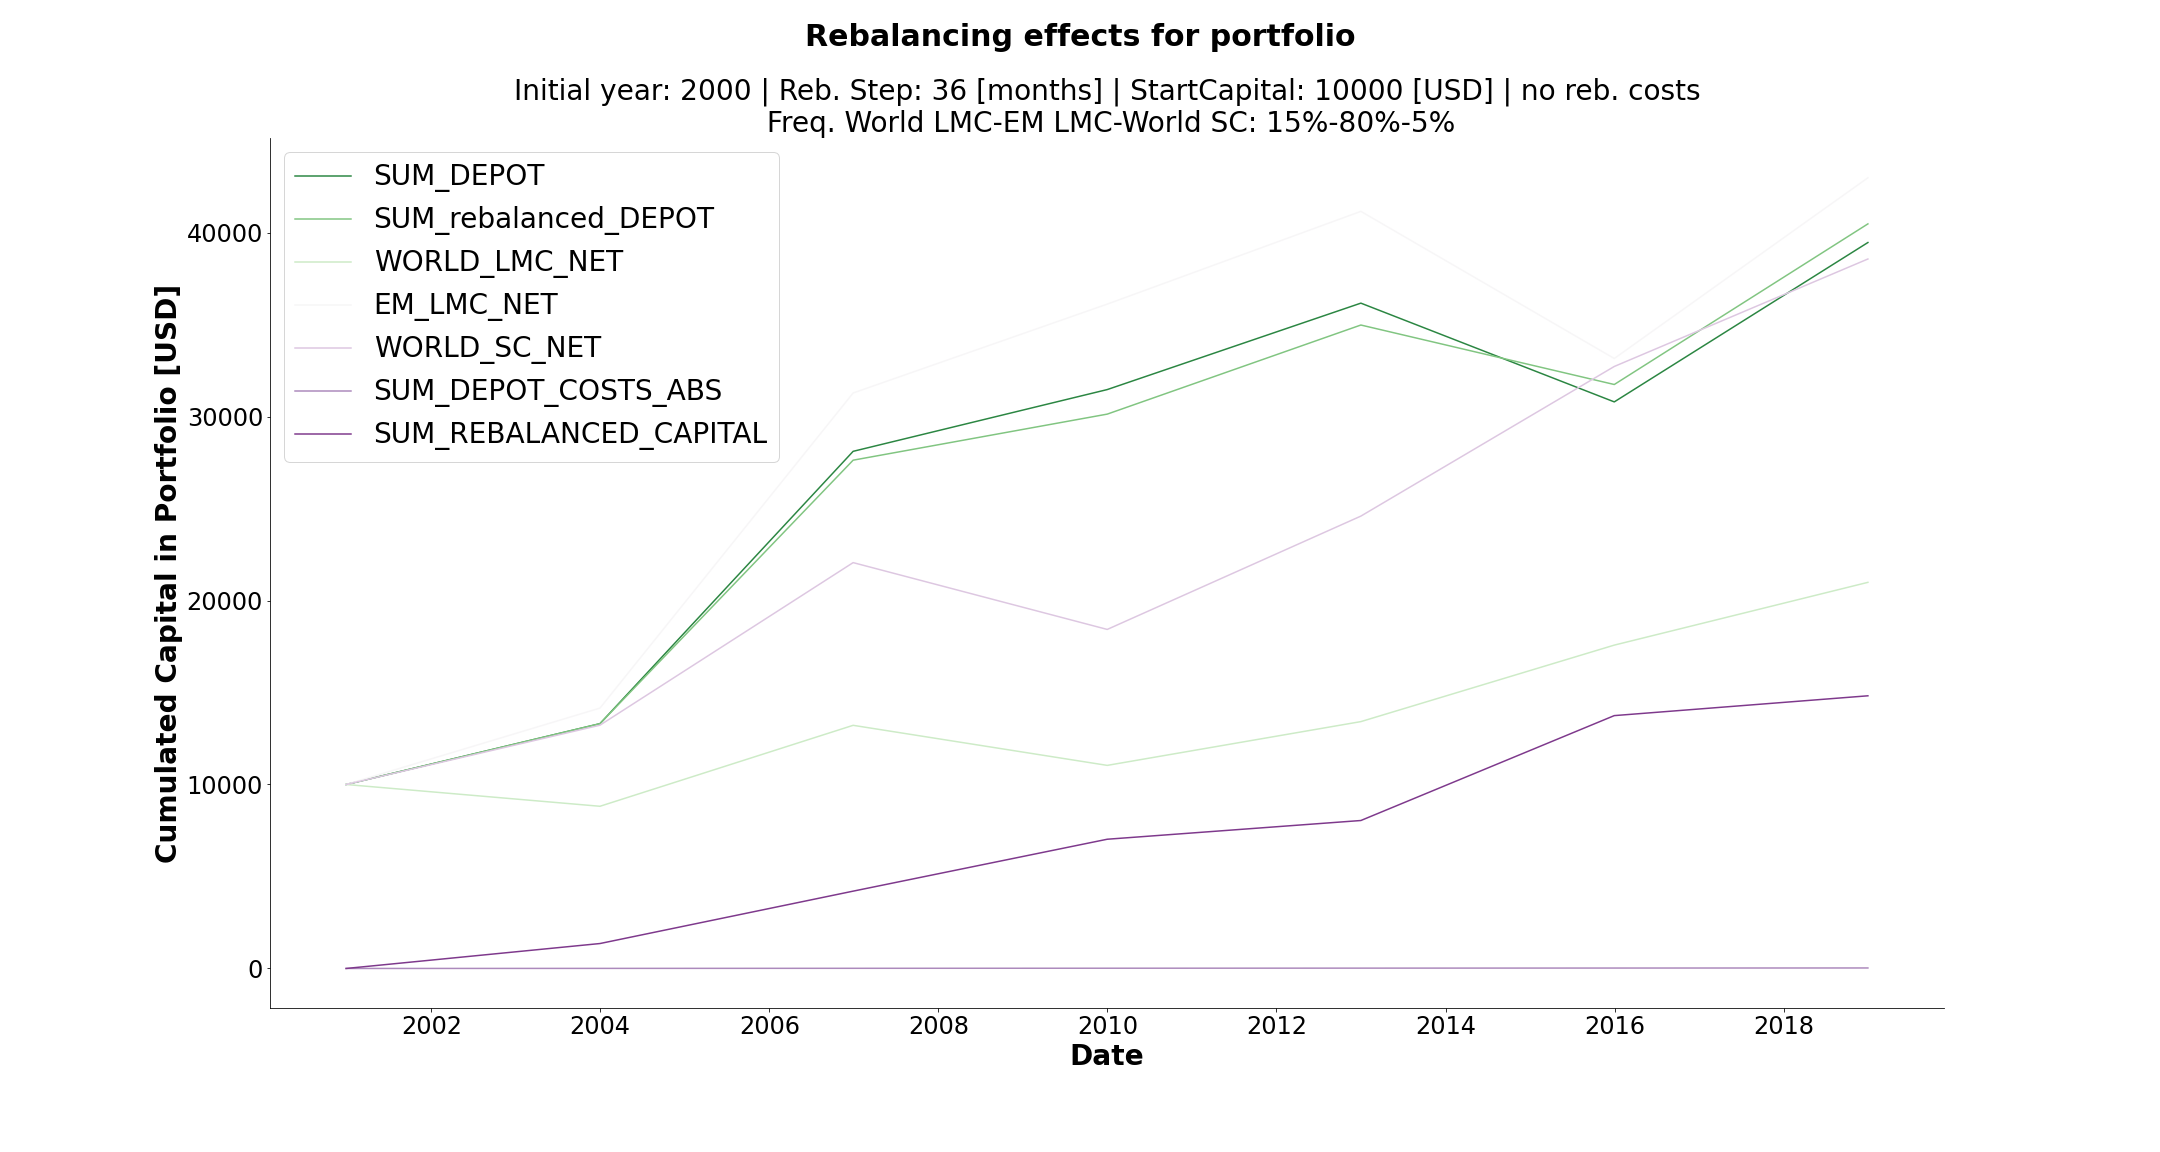 Rebalancing effects for portfolio
Initial year: 2000 | Reb. Step: 36 [months] | StartCapital: 10000 [USD] | no reb. costs
Freq. World LMC-EM LMC-World SC: 15%-80%-5%
SUM_DEPOT
SUM_rebalanced_DEPOT
WORLD_LMC_NET
EM_LMC_NET
WORLD_SC_NET
SUM_DEPOT_COSTS_ABS
SUM_REBALANCED_CAPITAL
Cumulated Capital in Portfolio [USD]
40000
30000
20000
10000
0
2002 2004 2006 2008 2010 2012 2014 2016 2018
Date